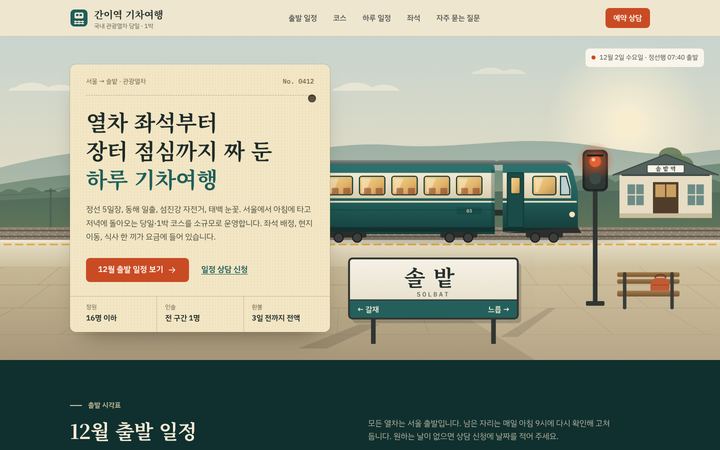 간이역 기차여행
국내 관광열차 당일 · 1박
출발 일정
코스
하루 일정
좌석
자주 묻는 질문
예약 상담
12월 2일 수요일 · 정선행 07:40 출발
서울 → 솔밭 · 관광열차
No. 0412
열차 좌석부터
장터 점심까지 짜 둔
하루 기차여행
정선 5일장, 동해 일출, 섬진강 자전거, 태백 눈꽃. 서울에서 아침에 타고
저녁에 돌아오는 당일·1박 코스를 소규모로 운영합니다. 좌석 배정, 현지
이동, 식사 한 끼가 요금에 들어 있습니다.
12월 출발 일정 보기 →
일정 상담 신청
정원
16명 이하
인솔
전 구간 1명
환불
3일 전까지 전액
03
솔밭역
솔밭
SOLBAT
← 갈재
느릅 →
출발 시각표
12월 출발 일정
모든 열차는 서울 출발입니다. 남은 자리는 매일 아침 9시에 다시 확인해 고쳐
둡니다. 원하는 날이 없으면 상담 신청에 날짜를 적어 주세요.